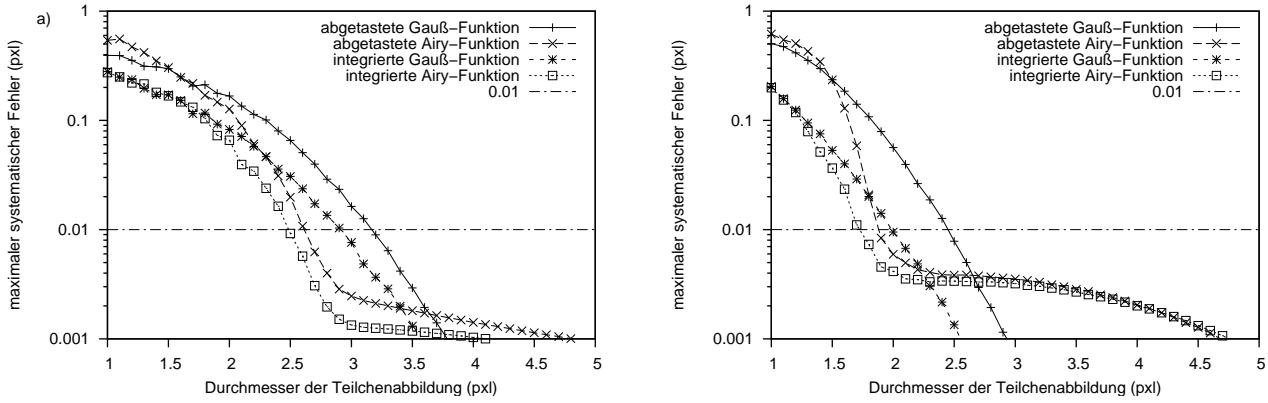 a)
maximaler systematischer Fehler (pxl)
1
0.1
0.01
0.001
abgetastete Gauß−Funktion
abgetastete Airy−Funktion
integrierte Gauß−Funktion
integrierte Airy−Funktion
0.01
1 1.5 2 2.5 3 3.5 4 4.5 5
Durchmesser der Teilchenabbildung (pxl)
maximaler systematischer Fehler (pxl)
1
0.1
0.01
0.001
abgetastete Gauß−Funktion
abgetastete Airy−Funktion
integrierte Gauß−Funktion
integrierte Airy−Funktion
0.01
1 1.5 2 2.5 3 3.5 4 4.5 5
Durchmesser der Teilchenabbildung (pxl)